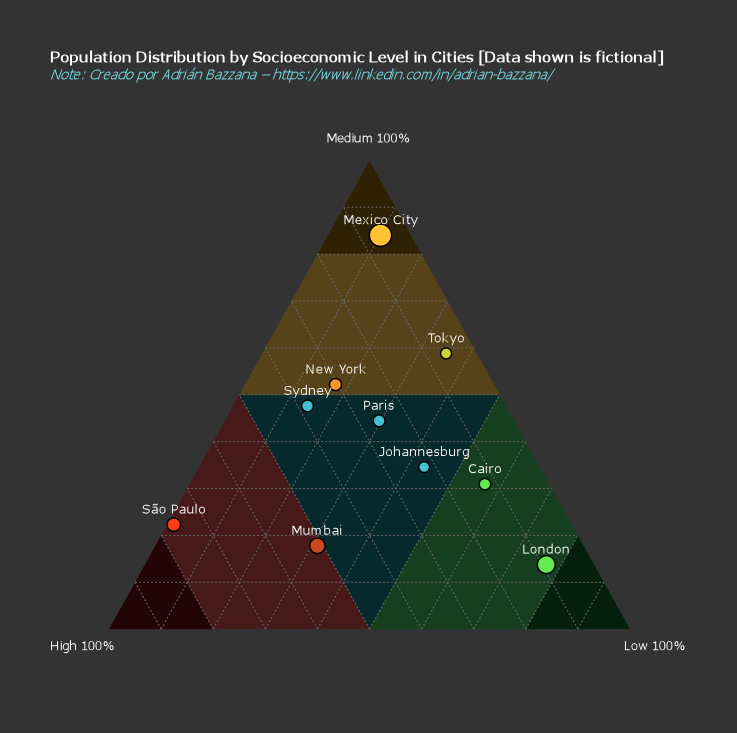 Population Distribution by Socioeconomic Level in Cities [Data shown is fictional]
Note: Creado por Adrián Bazzana – https://www.linkedin.com/in/adrian-bazzana/
Medium 100%
Mexico City
Tokyo
New York
Sydney
Paris
Johannesburg
Cairo
São Paulo
Mumbai
London
High 100%
Low 100%